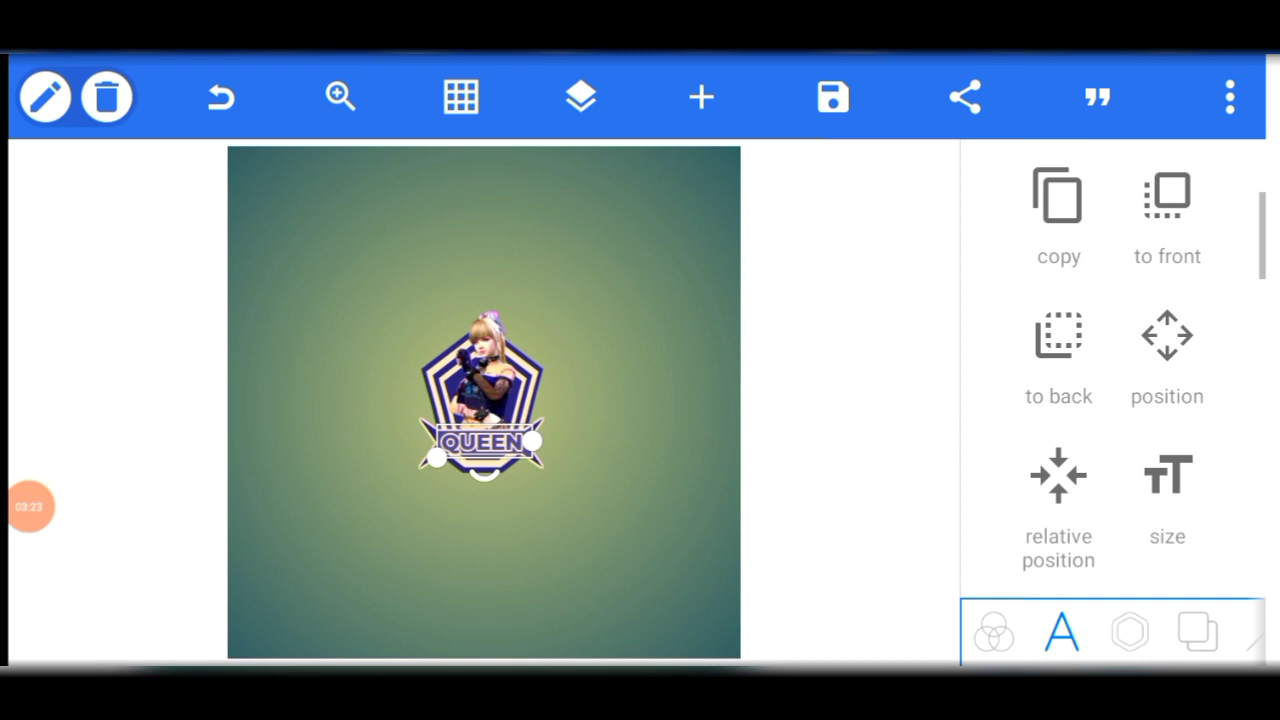 copy
to front
to back
position
relative
position
size
QUEEN
03:23